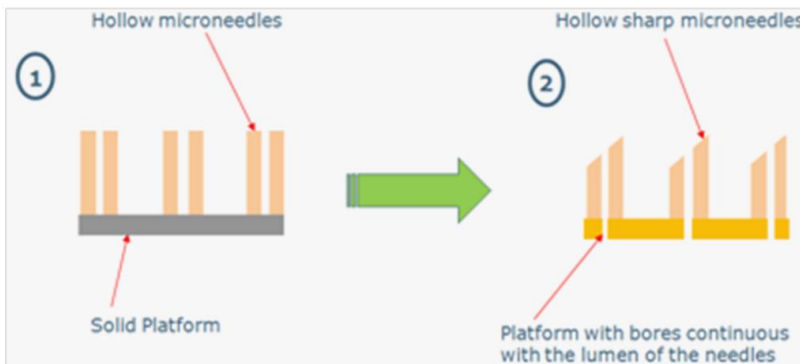 Hollow microneedles
Hollow sharp microneedles
1
2
Solid Platform
Platform with bores continuous
with the lumen of the needles